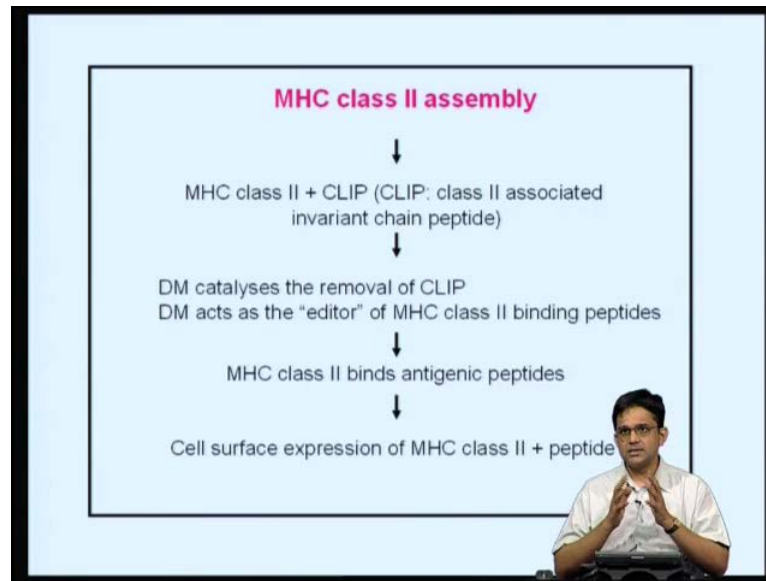 MHC class II assembly
MHC class II + CLIP (CLIP: class II associated
invariant chain peptide)
DM catalyses the removal of CLIP
DM acts as the “editor” of MHC class II binding peptides
MHC class II binds antigenic peptides
Cell surface expression of MHC class II + peptide